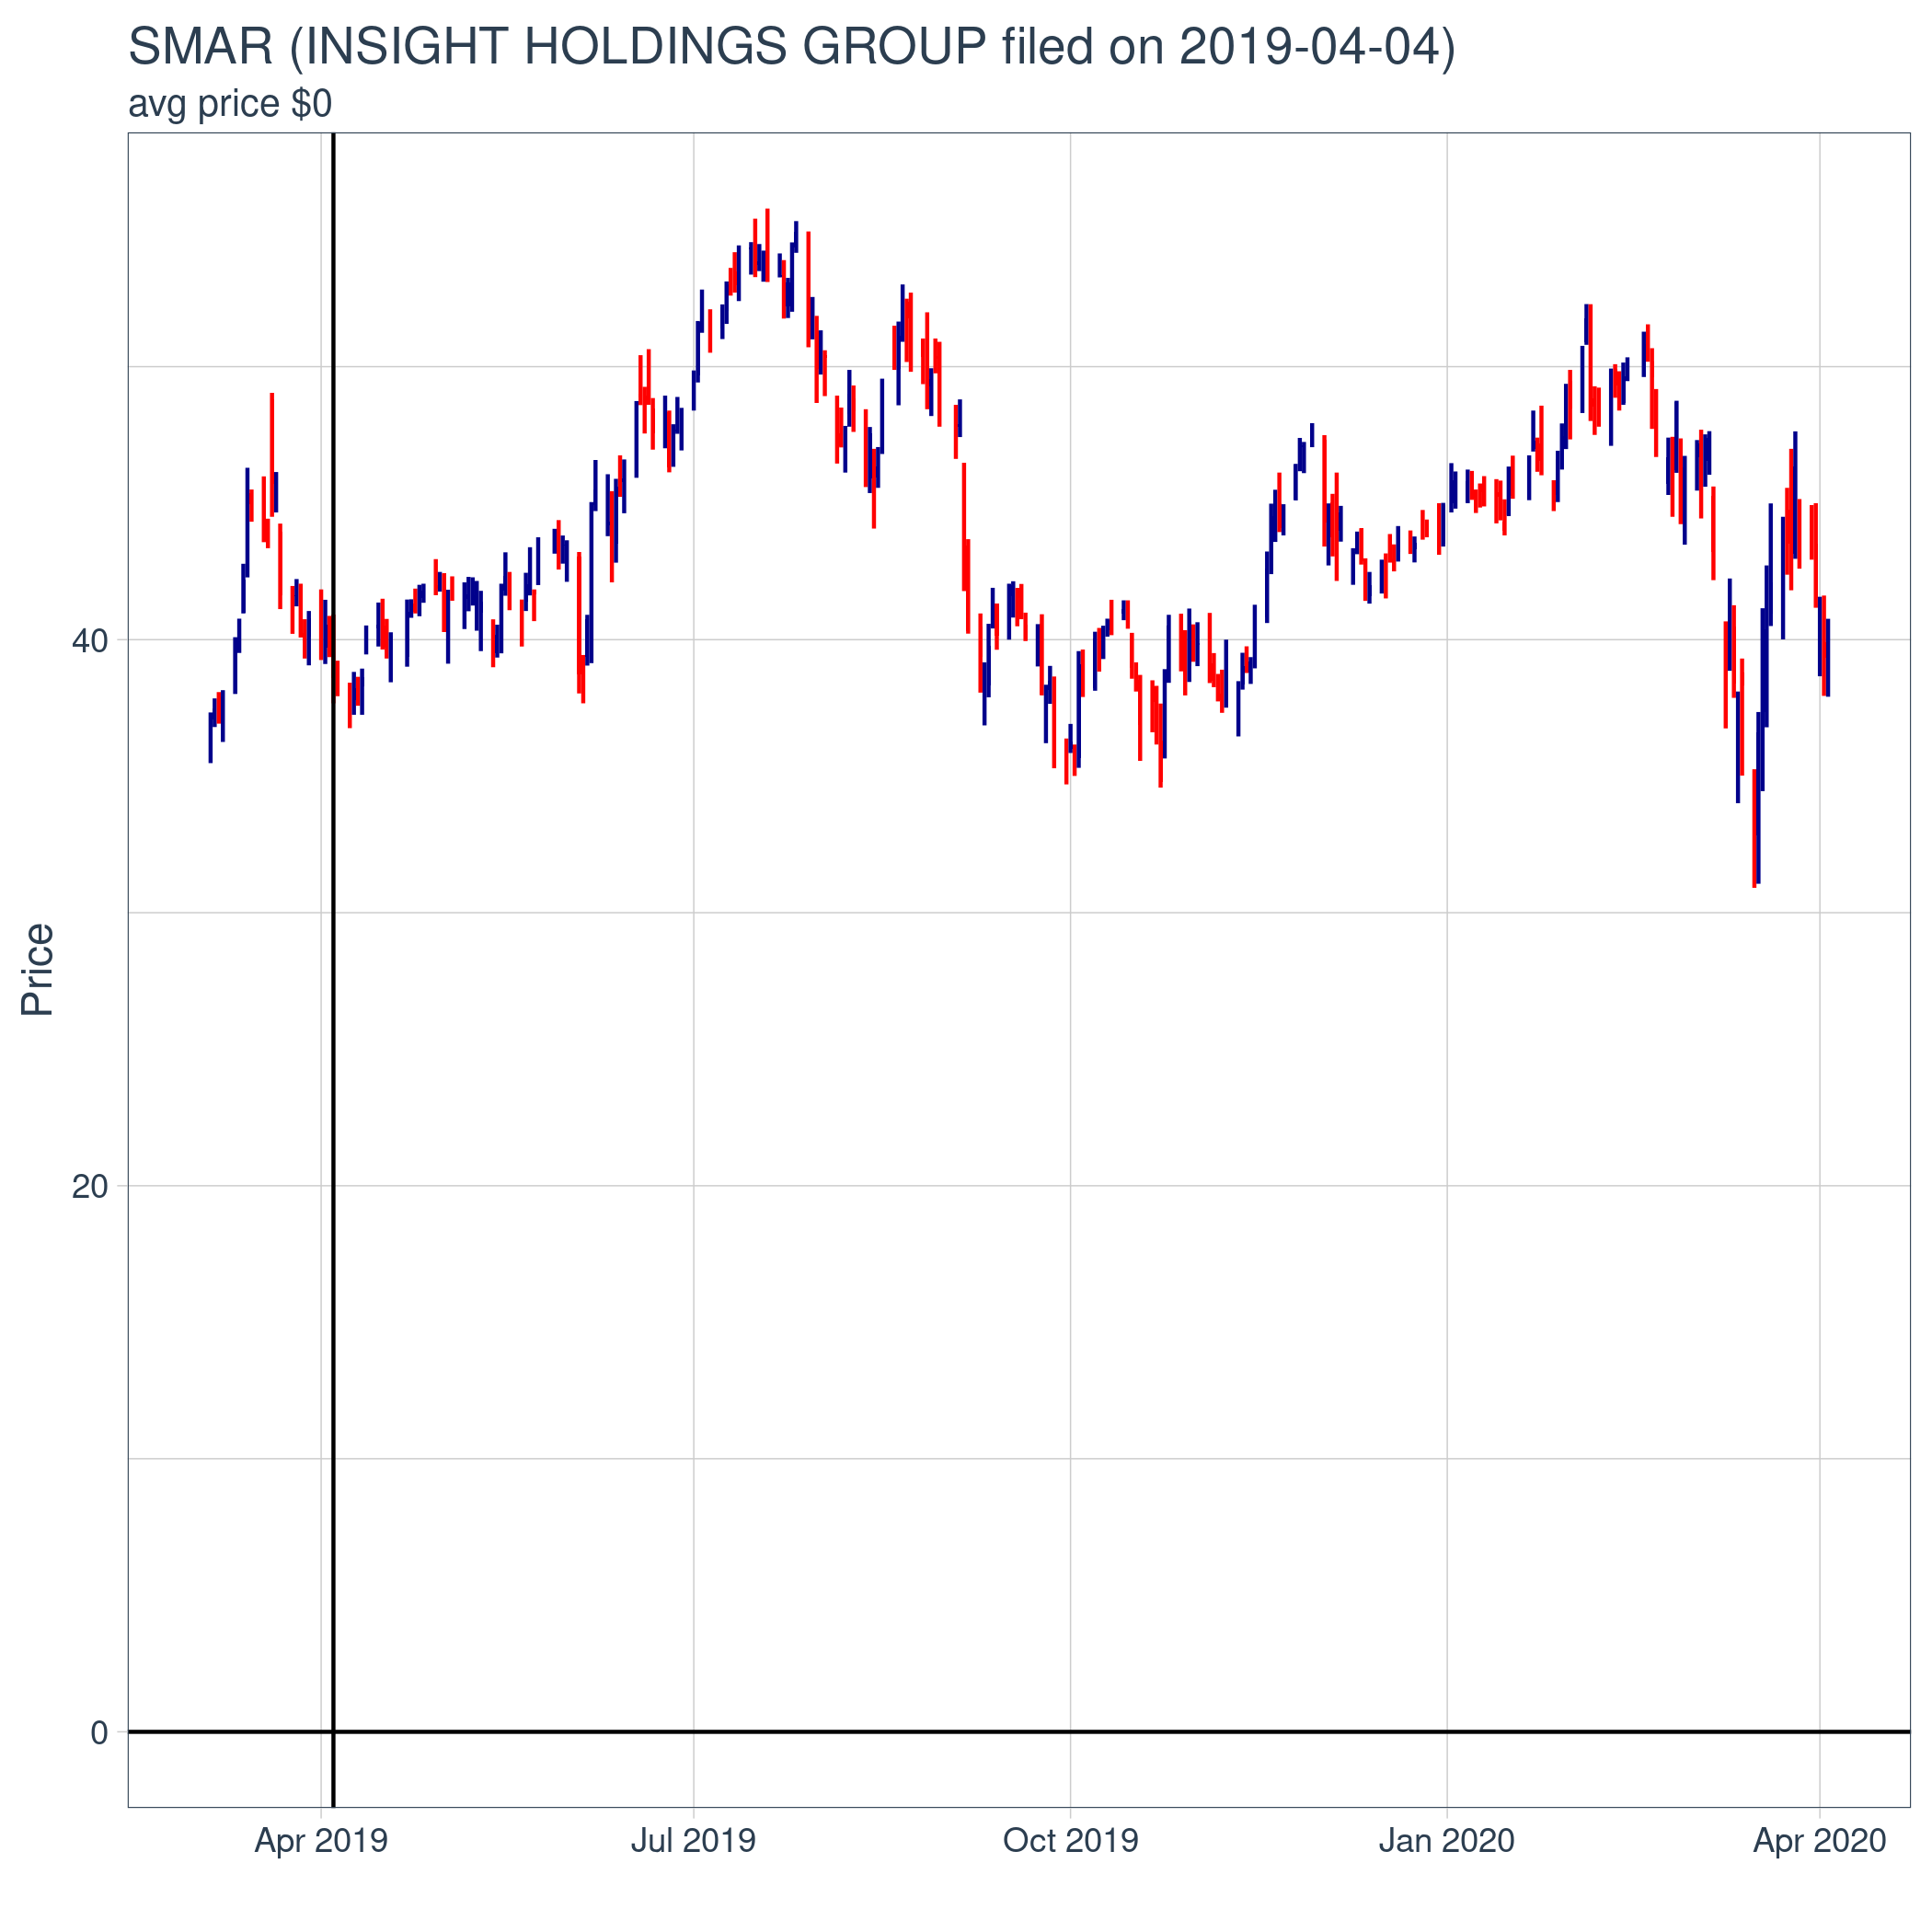 SMAR (INSIGHT HOLDINGS GROUP filed on 2019-04-04)
avg price $0
Price
40
20
0
Apr 2019
Jul 2019
Oct 2019
Jan 2020
Apr 2020